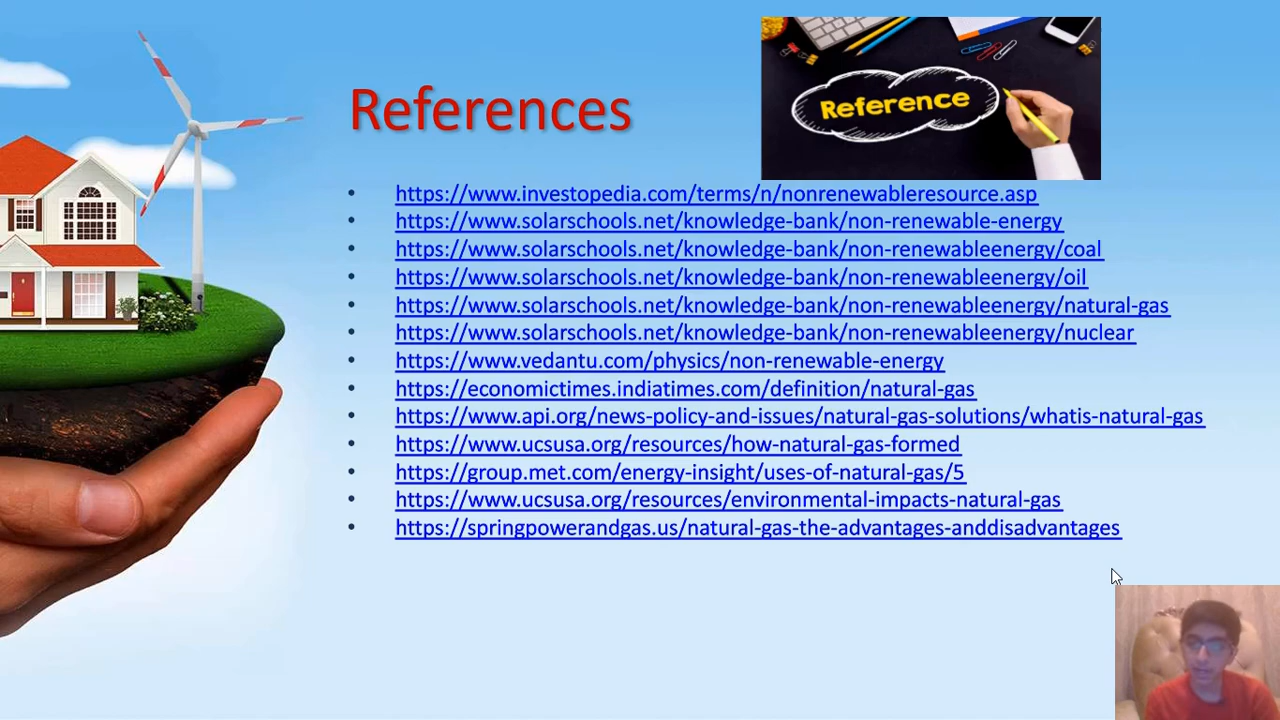 Reference
References
• https://www.investopedia.com/terms/n/nonrenewableresource.asp
• https://www.solarschools.net/knowledge-bank/non-renewable-energy
• https://www.solarschools.net/knowledge-bank/non-renewableenergy/coal
• https://www.solarschools.net/knowledge-bank/non-renewableenergy/oil
• https://www.solarschools.net/knowledge-bank/non-renewableenergy/natural-gas
• https://www.solarschools.net/knowledge-bank/non-renewableenergy/nuclear
• https://www.vedantu.com/physics/non-renewable-energy
• https://economictimes.indiatimes.com/definition/natural-gas
• https://www.api.org/news-policy-and-issues/natural-gas-solutions/whatis-natural-gas
• https://www.ucsusa.org/resources/how-natural-gas-formed
• https://group.met.com/energy-insight/uses-of-natural-gas/5
• https://www.ucsusa.org/resources/environmental-impacts-natural-gas
• https://springpowerandgas.us/natural-gas-the-advantages-anddisadvantages